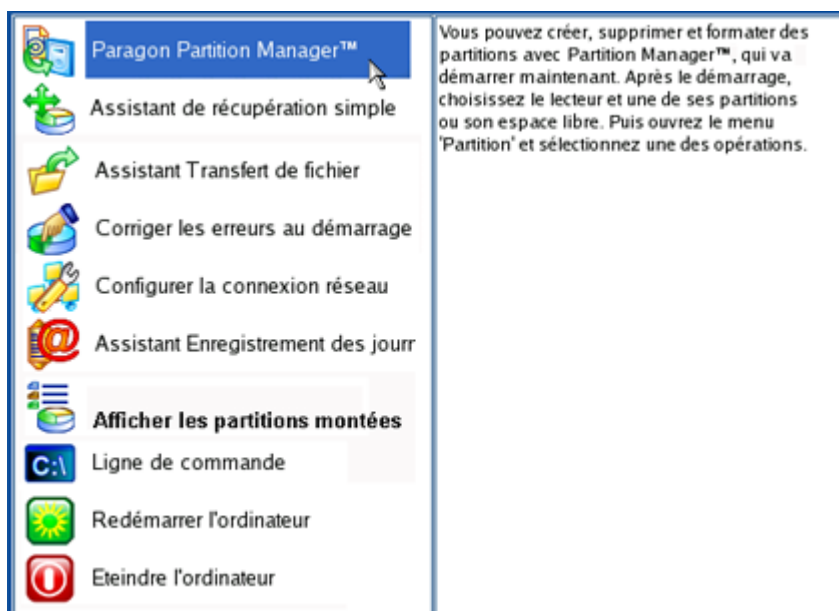 Paragon Partition Manager™
Assistant de récupération simple
Assistant Transfert de fichier
Corriger les erreurs au démarrage
Configurer la connexion réseau
Assistant Enregistrement des jourr
Afficher les partitions montées
C:\
Ligne de commande
Redémarrer l'ordinateur
Eteindre l'ordinateur
Vous pouvez créer, supprimer et formater des
partitions avec Partition Manager™, qui va
démarrer maintenant. Après le démarrage,
choisissez le lecteur et une de ses partitions
ou son espace libre. Puis ouvrez le menu
'Partition' et sélectionnez une des opérations.